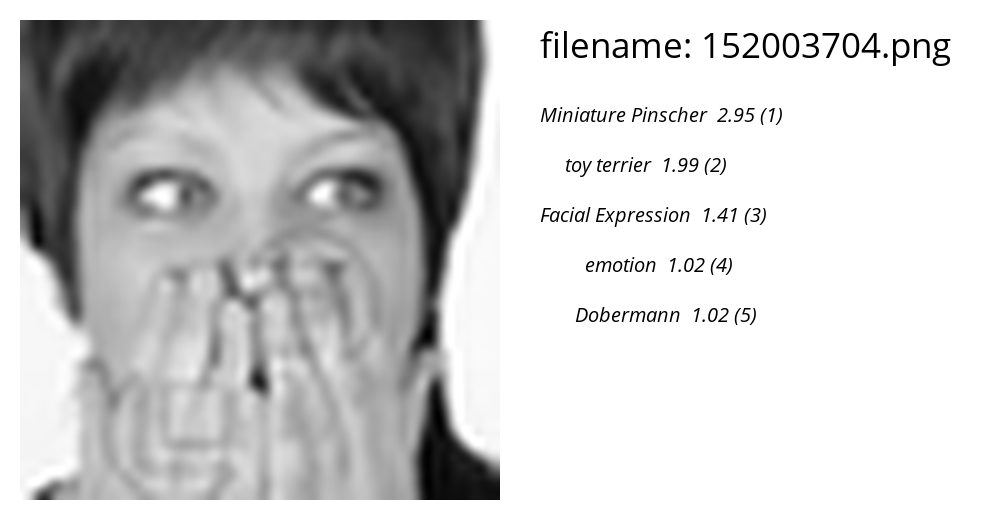 filename: 152003704.png
Miniature Pinscher 2.95 (1)
toy terrier 1.99 (2)
Facial Expression 1.41 (3)
emotion 1.02 (4)
Dobermann 1.02 (5)